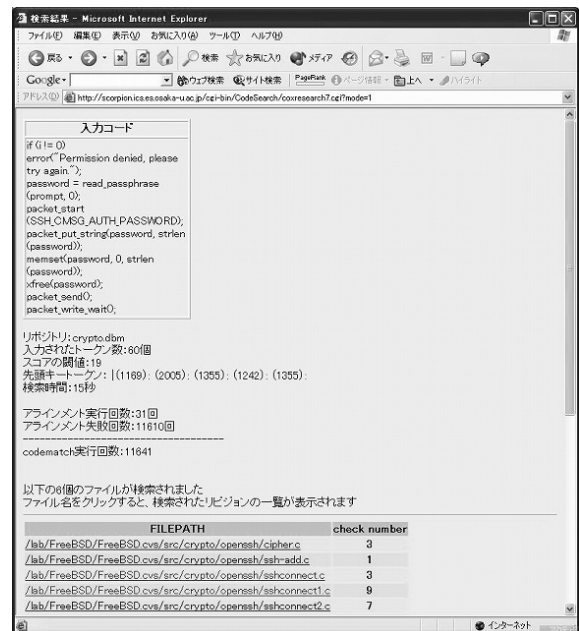 検索結果 - Microsoft Internet Explorer
ファイル(F) 編集(E) 表示(V) お気に入り(A) ツール(T) ヘルプ(H)
戻る 検索 お気に入り メディア
Google ウェブ検索 サイト検索 PageRank ページ情報 上へ ハイライト
アドレス(D) http://scorpion.ics.es.osaka-u.ac.jp/cgi-bin/CodeSearch/coxresearch7.cgi?mode=1
入力コード
if (i != 0)
error("Permission denied, please
try again.");
password = read_passphrase
(prompt, 0);
packet_start
(SSH_CMSG_AUTH_PASSWORD);
packet_put_string(password, strlen
(password));
memset(password, 0, strlen
(password));
xfree(password);
packet_send();
packet_write_wait();
リポジトリ: crypto.dbm
入力されたトークン数:60個
スコアの閾値:19
先頭キートークン: |(1169): (2005): (1355): (1242): (1355):
検索時間:15秒
アラインメント実行回数:31回
アラインメント失敗回数:11610回
------------------------------------
codematch実行回数:11641
以下の6個のファイルが検索されました
ファイル名をクリックすると、検索されたリビジョンの一覧が表示されます
FILEPATH check number
/lab/FreeBSD/FreeBSD.cvs/src/crypto/openssh/cipher.c 3
/lab/FreeBSD/FreeBSD.cvs/src/crypto/openssh/ssh-add.c 1
/lab/FreeBSD/FreeBSD.cvs/src/crypto/openssh/sshconnect.c 3
/lab/FreeBSD/FreeBSD.cvs/src/crypto/openssh/sshconnect1.c 9
/lab/FreeBSD/FreeBSD.cvs/src/crypto/openssh/sshconnect2.c 7
インターネット